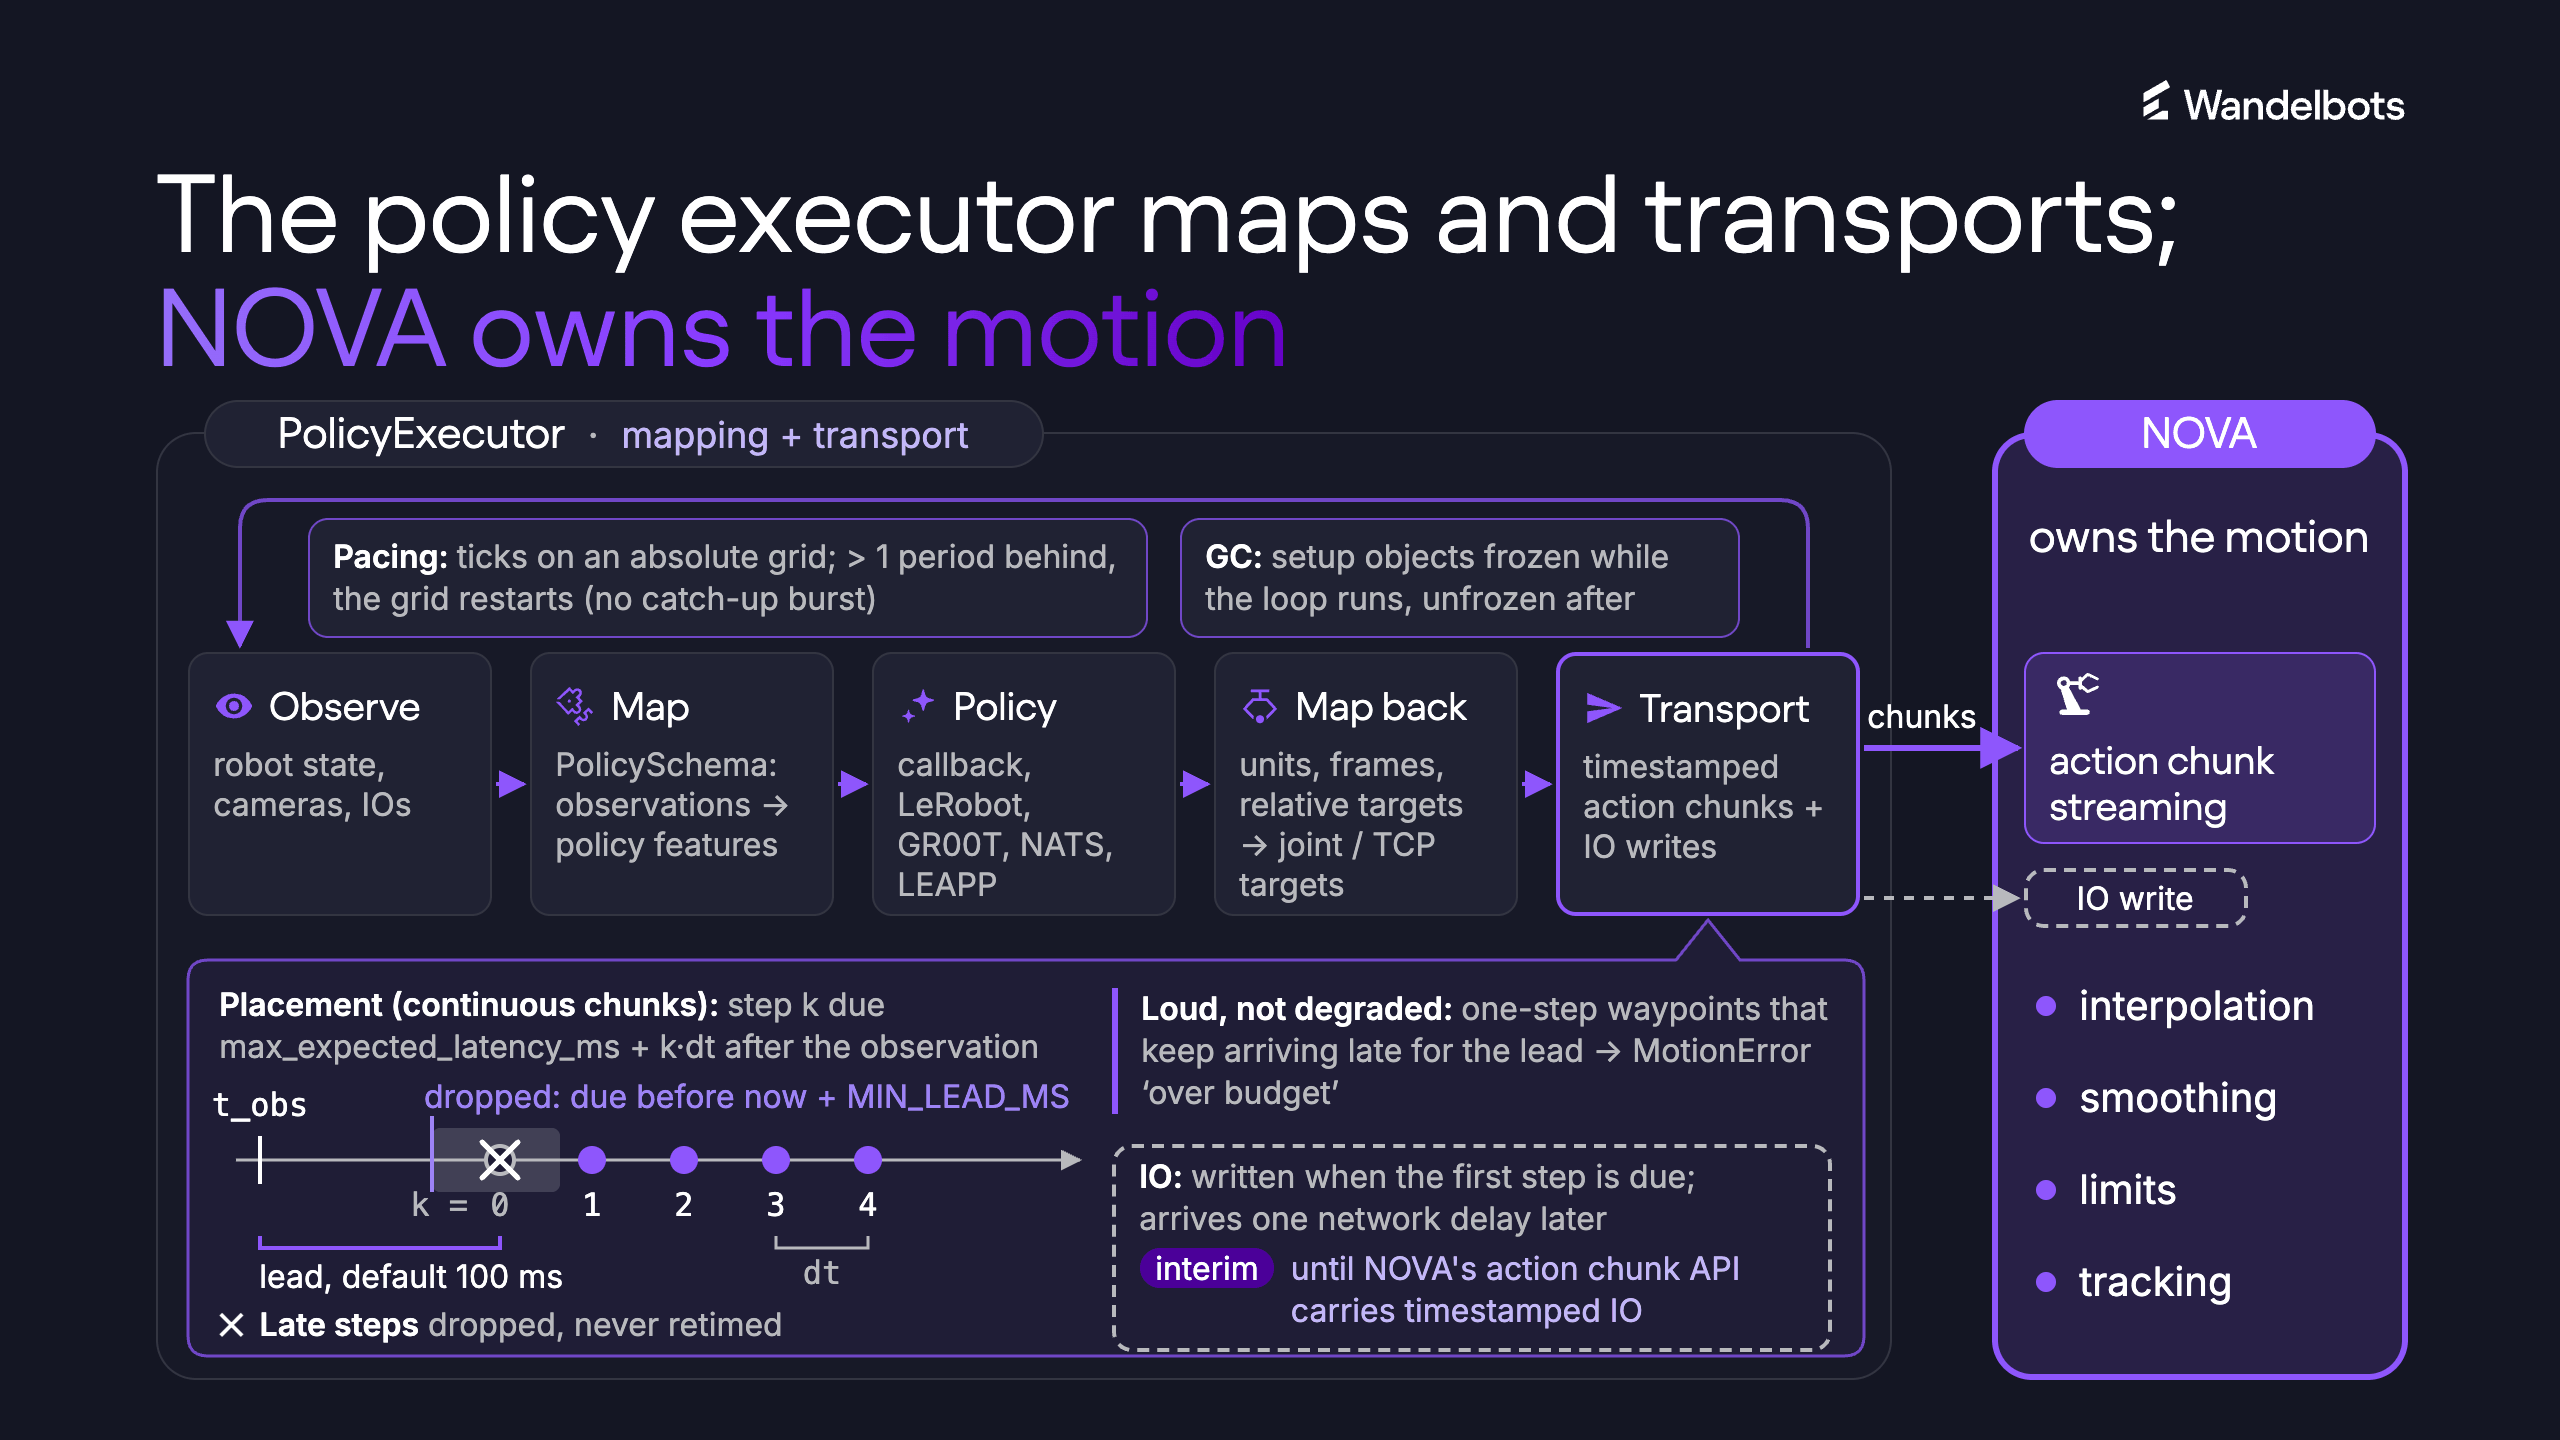 Wandelbots
The policy executor maps and transports;
NOVA owns the motion
PolicyExecutor · mapping + transport
Pacing: ticks on an absolute grid; > 1 period behind,
the grid restarts (no catch-up burst)
GC: setup objects frozen while
the loop runs, unfrozen after
Observe
robot state,
cameras, IOs
Map
PolicySchema:
observations →
policy features
Policy
callback,
LeRobot,
GR00T, NATS,
LEAPP
Map back
units, frames,
relative targets
→ joint / TCP
targets
Transport
timestamped
action chunks +
IO writes
chunks
Placement (continuous chunks): step k due
max_expected_latency_ms + k·dt after the observation
dropped: due before now + MIN_LEAD_MS
t_obs
k = 0 1 2 3 4
dt
lead, default 100 ms
✕ Late steps dropped, never retimed
Loud, not degraded: one-step waypoints that
keep arriving late for the lead → MotionError
‘over budget’
IO: written when the first step is due;
arrives one network delay later
interim until NOVA's action chunk API
carries timestamped IO
NOVA
owns the motion
action chunk
streaming
IO write
interpolation
smoothing
limits
tracking